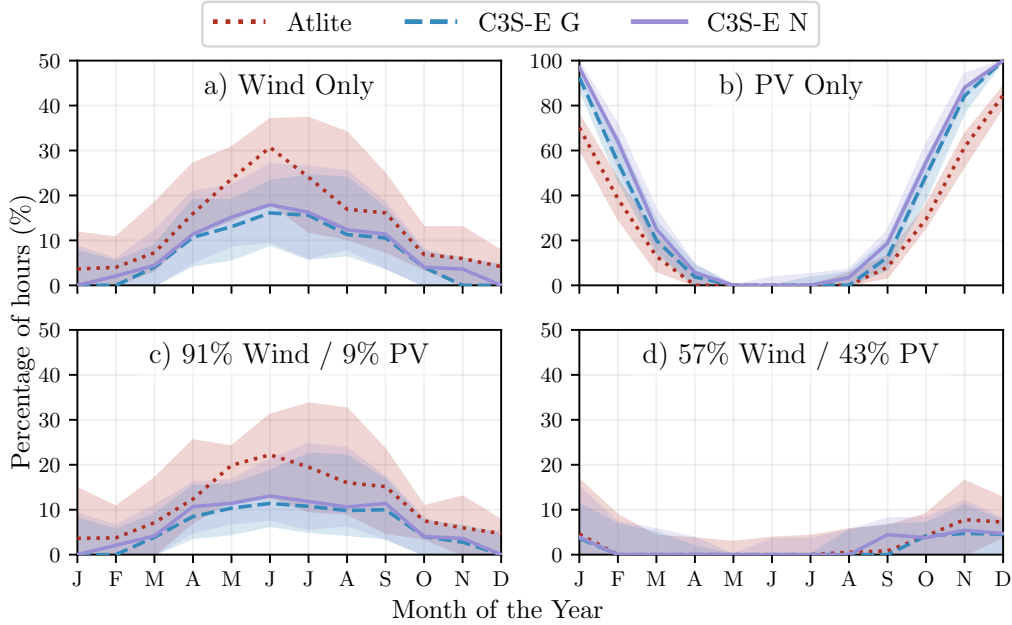 Atlite C3S-E G C3S-E N
a) Wind Only
50
40
30
20
10
0
J F M A M J J A S O N D
b) PV Only
100
80
60
40
20
0
J F M A M J J A S O N D
c) 91% Wind / 9% PV
50
40
30
20
10
0
J F M A M J J A S O N D
d) 57% Wind / 43% PV
50
40
30
20
10
0
J F M A M J J A S O N D
Percentage of hours (%)
Month of the Year